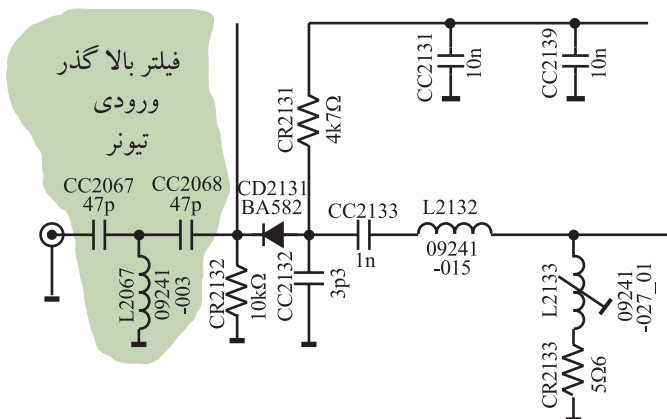 فیلتر بالا گذر
ورودی
تیونر
CC2067
47p
CC2068
47p
L2067
09241
-003
CR2132
10kΩ
CD2131
BA582
CR2131
4k7Ω
CC2132
3p3
CC2133
1n
L2132
09241
-015
CC2131
10n
CC2139
10n
L2133
09241
-027_01
CR2133
5Ω6